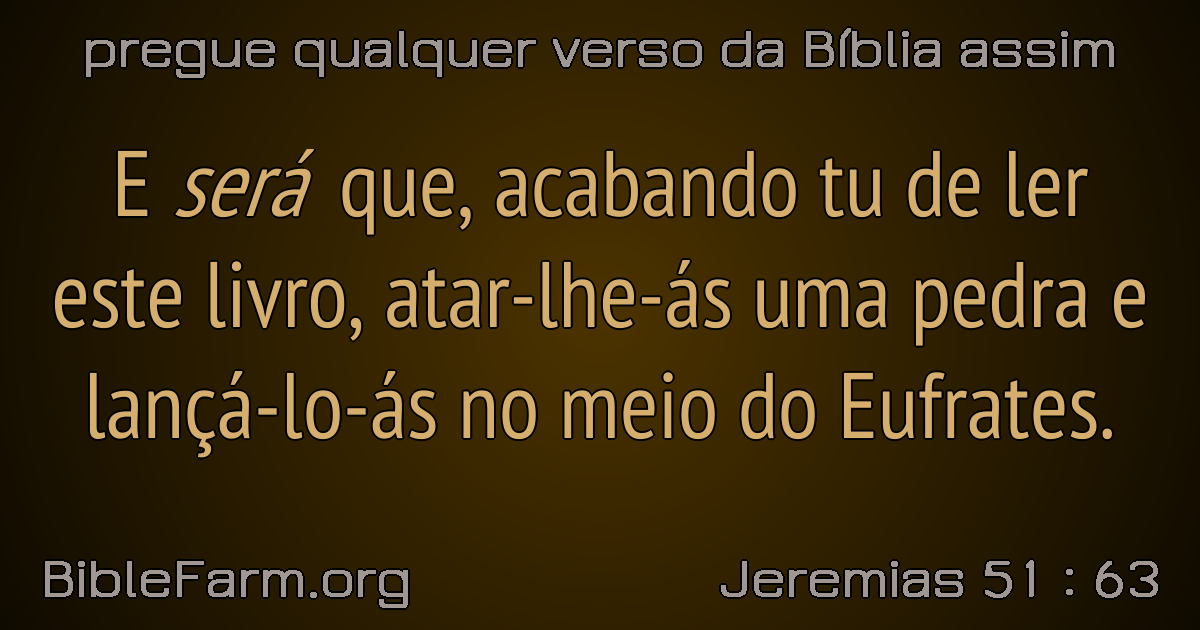 pregue qualquer verso da Bíblia assim
E será que, acabando tu de ler
este livro, atar-lhe-ás uma pedra e
lançá-lo-ás no meio do Eufrates.
BibleFarm.org
Jeremias 51 : 63